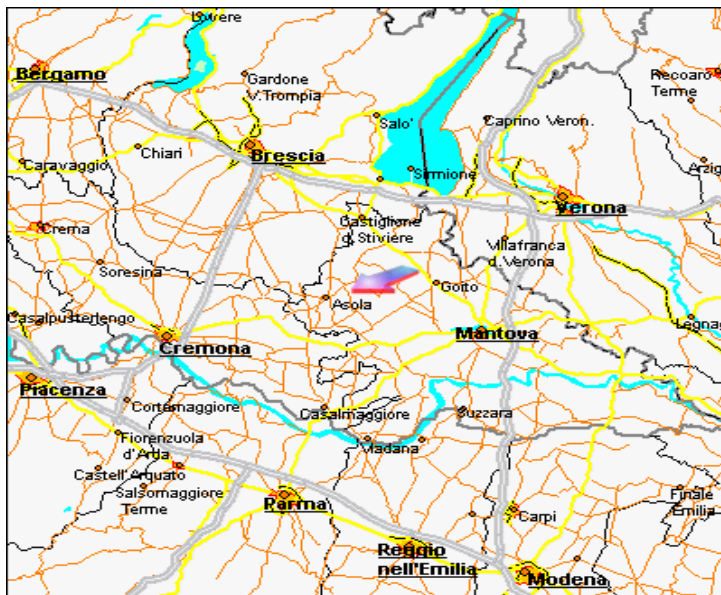 Lovere
Bergamo
Gardone
V.Trompia
Recoaro
Terme
Salo'
Caprino Veron.
Chiari
Brescia
Caravaggio
Sirmione
Arzig
Verona
Castiglione
d.Stiviere
Crema
Villafranca
d.Verona
Soresina
Goito
Asola
Casalpusterlengo
Legnag
Mantova
Cremona
Piacenza
Cortemaggiore
Casalmaggiore
Suzzara
Fiorenzuola
d'Arda
Viadana
Castell'Arquato
Salsomaggiore
Terme
Finale
Emilia
Parma
Carpi
Reggio
nell'Emilia
Modena